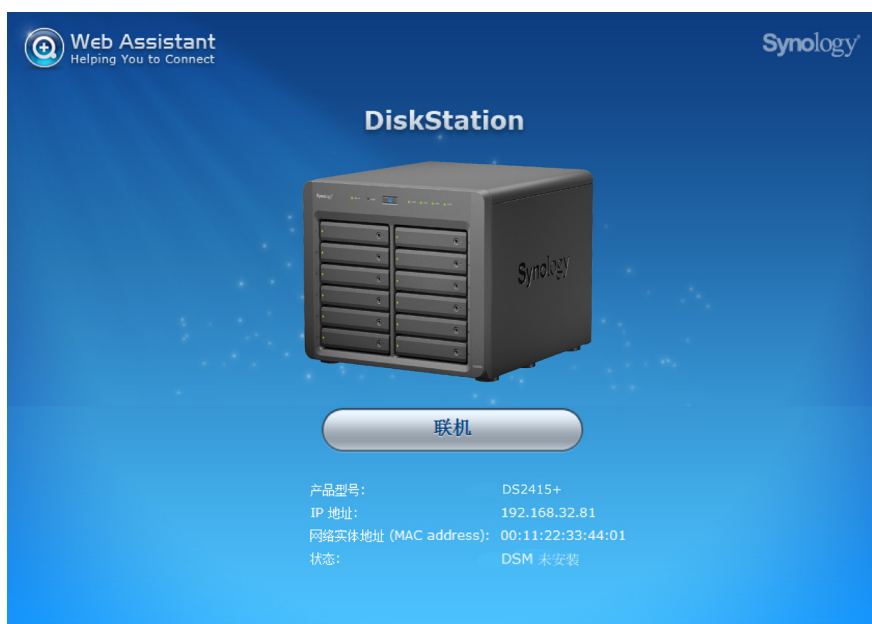 Web Assistant
Helping You to Connect
Synology
DiskStation
Synology
Synology
联机
产品型号: DS2415+
IP 地址: 192.168.32.81
网络实体地址 (MAC address): 00:11:22:33:44:01
状态: DSM 未安装